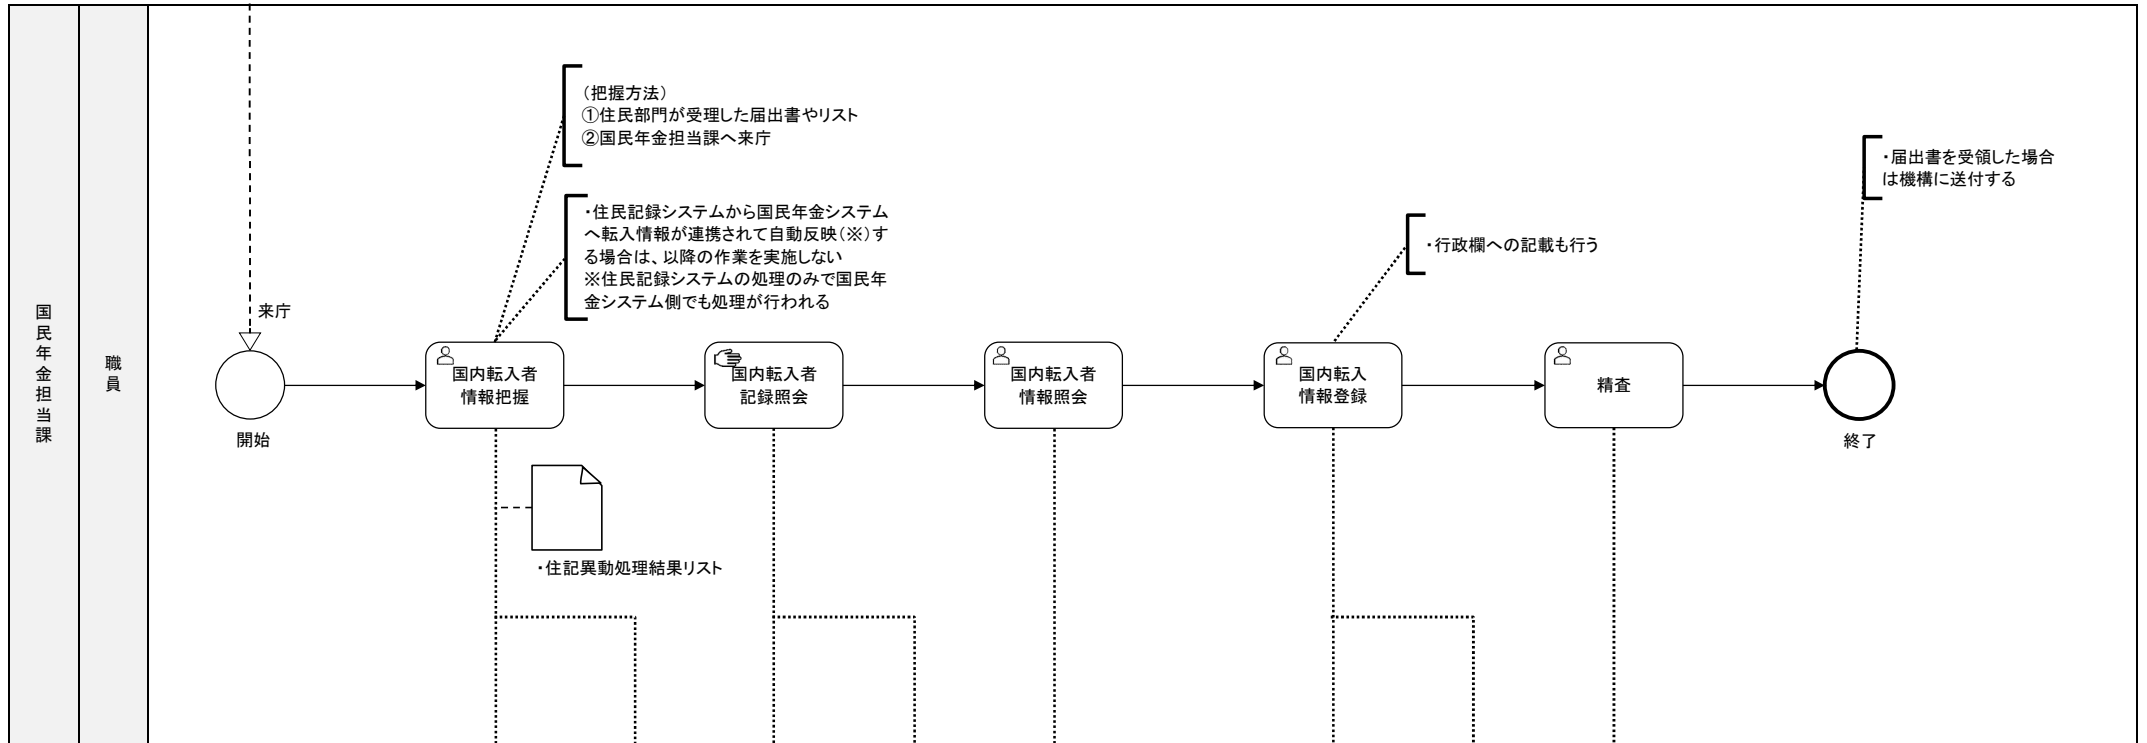 国民年金担当課
職員
来庁
開始
（把握方法）
①住民部門が受理した届出書やリスト
②国民年金担当課へ来庁
・住民記録システムから国民年金システム
へ転入情報が連携されて自動反映（※）す
る場合は、以降の作業を実施しない
※住民記録システムの処理のみで国民年
金システム側でも処理が行われる
国内転入者
情報把握
・住記異動処理結果リスト
国内転入者
記録照会
国内転入者
情報照会
・行政欄への記載も行う
国内転入
情報登録
精査
・届出書を受領した場合
は機構に送付する
終了